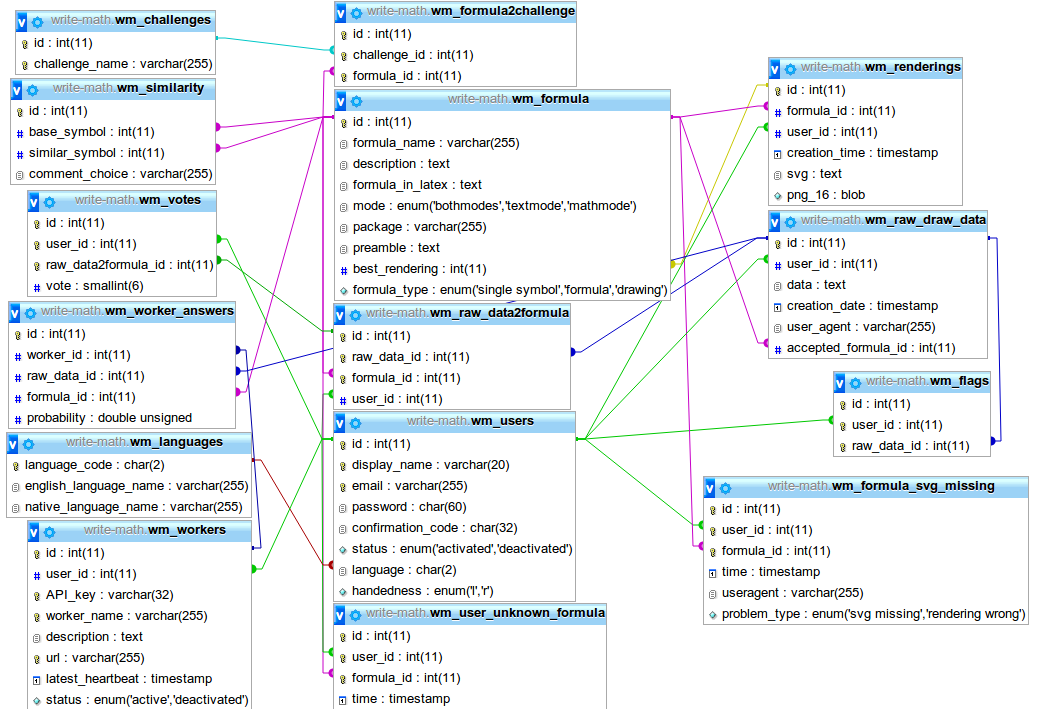 write-math.wm_challenges
id : int(11)
challenge_name : varchar(255)
write-math.wm_similarity
id : int(11)
base_symbol : int(11)
similar_symbol : int(11)
comment_choice : varchar(255)
write-math.wm_votes
id : int(11)
user_id : int(11)
raw_data2formula_id : int(11)
vote : smallint(6)
write-math.wm_worker_answers
id : int(11)
worker_id : int(11)
raw_data_id : int(11)
formula_id : int(11)
probability : double unsigned
write-math.wm_languages
language_code : char(2)
english_language_name : varchar(255)
native_language_name : varchar(255)
write-math.wm_workers
id : int(11)
user_id : int(11)
API_key : varchar(32)
worker_name : varchar(255)
description : text
url : varchar(255)
latest_heartbeat : timestamp
status : enum('active','deactivated')
write-math.wm_formula2challenge
id : int(11)
challenge_id : int(11)
formula_id : int(11)
write-math.wm_formula
id : int(11)
formula_name : varchar(255)
description : text
formula_in_latex : text
mode : enum('bothmodes','textmode','mathmode')
package : varchar(255)
preamble : text
best_rendering : int(11)
formula_type : enum('single symbol','formula','drawing')
write-math.wm_raw_data2formula
id : int(11)
raw_data_id : int(11)
formula_id : int(11)
user_id : int(11)
write-math.wm_users
id : int(11)
display_name : varchar(20)
email : varchar(255)
password : char(60)
confirmation_code : char(32)
status : enum('activated','deactivated')
language : char(2)
handedness : enum('l','r')
write-math.wm_user_unknown_formula
id : int(11)
user_id : int(11)
formula_id : int(11)
time : timestamp
write-math.wm_renderings
id : int(11)
formula_id : int(11)
user_id : int(11)
creation_time : timestamp
svg : text
png_16 : blob
write-math.wm_raw_draw_data
id : int(11)
user_id : int(11)
data : text
creation_date : timestamp
user_agent : varchar(255)
accepted_formula_id : int(11)
write-math.wm_flags
id : int(11)
user_id : int(11)
raw_data_id : int(11)
write-math.wm_formula_svg_missing
id : int(11)
user_id : int(11)
formula_id : int(11)
time : timestamp
useragent : varchar(255)
problem_type : enum('svg missing','rendering wrong')